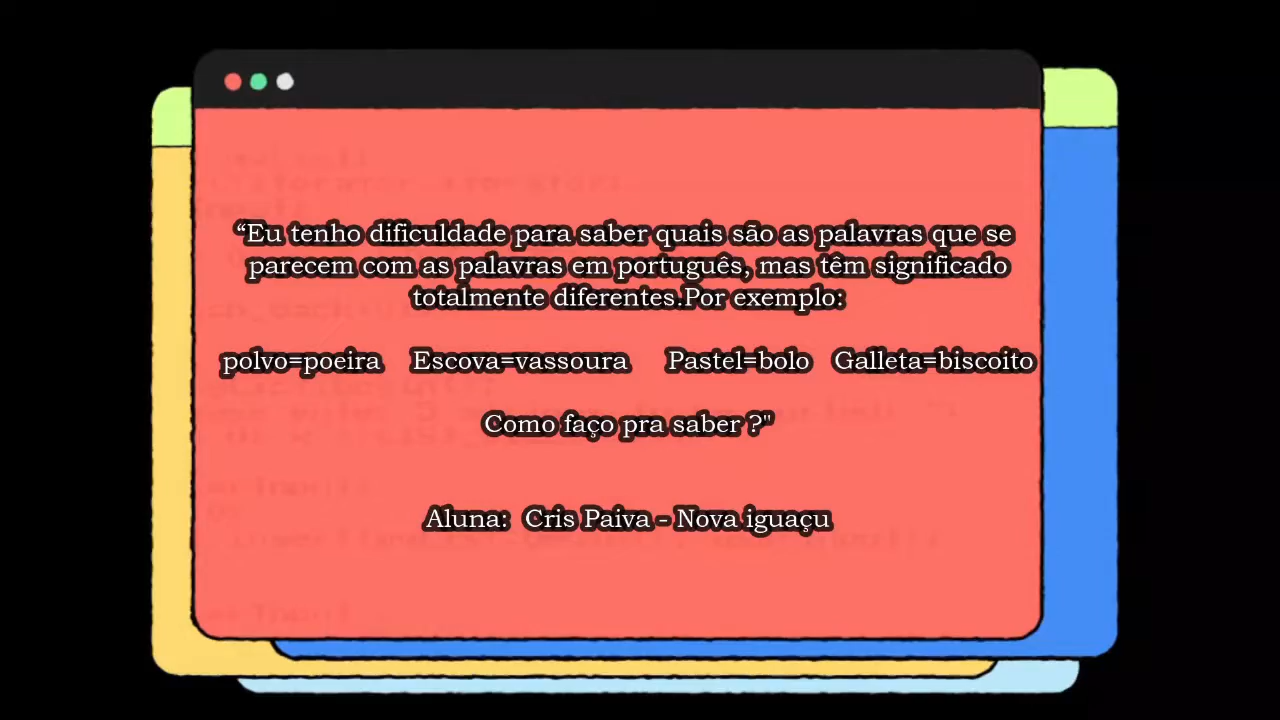 “Eu tenho dificuldade para saber quais são as palavras que se
parecem com as palavras em português, mas têm significado
totalmente diferentes.Por exemplo:
polvo=poeira Escova=vassoura Pastel=bolo Galleta=biscoito
Como faço pra saber ?"
Aluna: Cris Paiva - Nova iguaçu